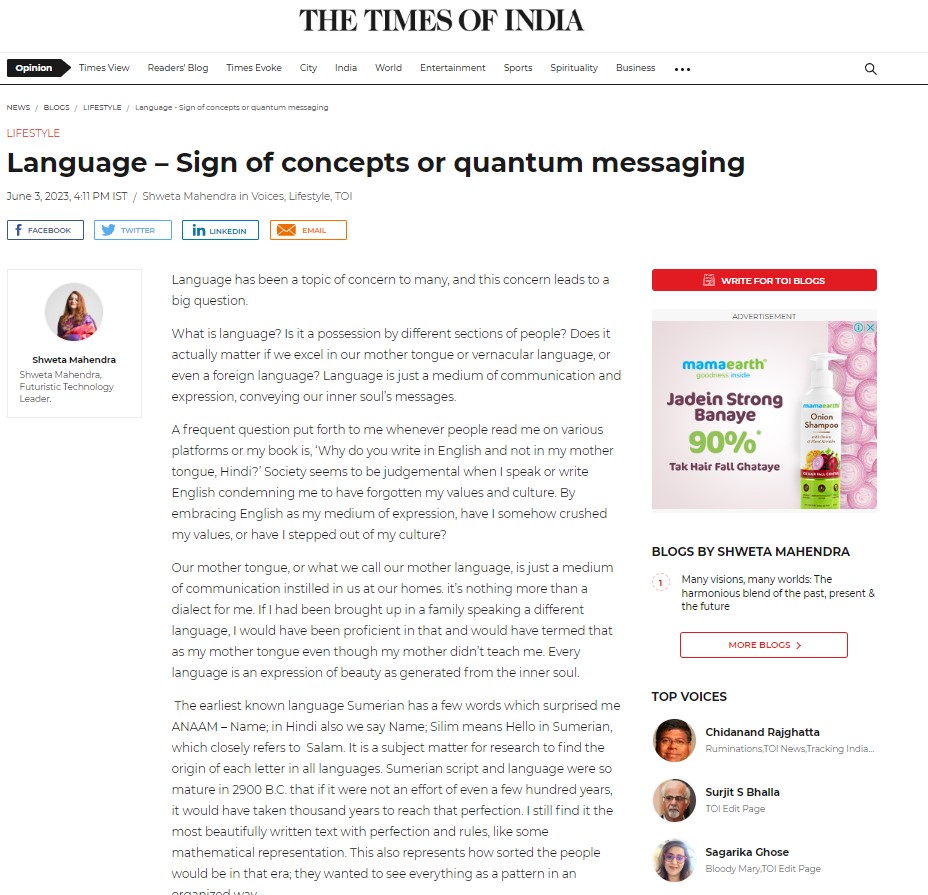 THE TIMES OF INDIA
Opinion Times View Readers' Blog Times Evoke City India World Entertainment Sports Spirituality Business
NEWS / BLOGS / LIFESTYLE / Language - Sign of concepts or quantum messaging
LIFESTYLE
Language – Sign of concepts or quantum messaging
June 3, 2023, 4:11 PM IST / Shweta Mahendra in Voices, Lifestyle, TOI
FACEBOOK TWITTER LINKEDIN EMAIL
Shweta Mahendra
Shweta Mahendra,
Futuristic Technology
Leader.
Language has been a topic of concern to many, and this concern leads to a
big question.
What is language? Is it a possession by different sections of people? Does it
actually matter if we excel in our mother tongue or vernacular language, or
even a foreign language? Language is just a medium of communication and
expression, conveying our inner soul's messages.
A frequent question put forth to me whenever people read me on various
platforms or my book is, 'Why do you write in English and not in my mother
tongue, Hindi?' Society seems to be judgemental when I speak or write
English condemning me to have forgotten my values and culture. By
embracing English as my medium of expression, have I somehow crushed
my values, or have I stepped out of my culture?
Our mother tongue, or what we call our mother language, is just a medium
of communication instilled in us at our homes. it's nothing more than a
dialect for me. If I had been brought up in a family speaking a different
language, I would have been proficient in that and would have termed that
as my mother tongue even though my mother didn't teach me. Every
language is an expression of beauty as generated from the inner soul.
The earliest known language Sumerian has a few words which surprised me
ANAAM – Name; in Hindi also we say Name; Silim means Hello in Sumerian,
which closely refers to Salam. It is a subject matter for research to find the
origin of each letter in all languages. Sumerian script and language were so
mature in 2900 B.C. that if it were not an effort of even a few hundred years,
it would have taken thousand years to reach that perfection. I still find it the
most beautifully written text with perfection and rules, like some
mathematical representation. This also represents how sorted the people
would be in that era; they wanted to see everything as a pattern in an
organized way.
WRITE FOR TOI BLOGS
ADVERTISEMENT
mamaearth
goodness inside
Jadein Strong
Banaye
90%*
Tak Hair Fall Ghataye
mamaearth
Onion
Shampoo
BLOGS BY SHWETA MAHENDRA
1 Many visions, many worlds: The
harmonious blend of the past, present &
the future
MORE BLOGS >
TOP VOICES
Chidanand Rajghatta
Ruminations,TOI News,Tracking India...
Surjit S Bhalla
TOI Edit Page
Sagarika Ghose
Bloody Mary,TOI Edit Page